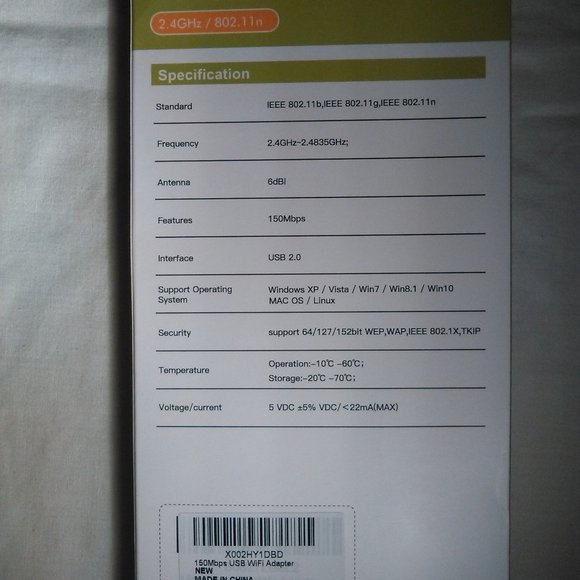 2.4GHz / 802.11n
Specification
Standard IEEE 802.11b,IEEE 802.11g,IEEE 802.11n
Frequency 2.4GHz-2.4835GHz;
Antenna 6dBi
Features 150Mbps
Interface USB 2.0
Support Operating System Windows XP / Vista / Win7 / Win8.1 / Win10
MAC OS / Linux
Security support 64/127/152bit WEP,WAP,IEEE 802.1X,TKIP
Temperature Operation:-10℃ -60℃;
Storage:-20℃ -70℃;
Voltage/current 5 VDC ±5% VDC/<22mA(MAX)
X002HY1DBD
150Mbps USB WiFi Adapter
NEW
MADE IN CHINA